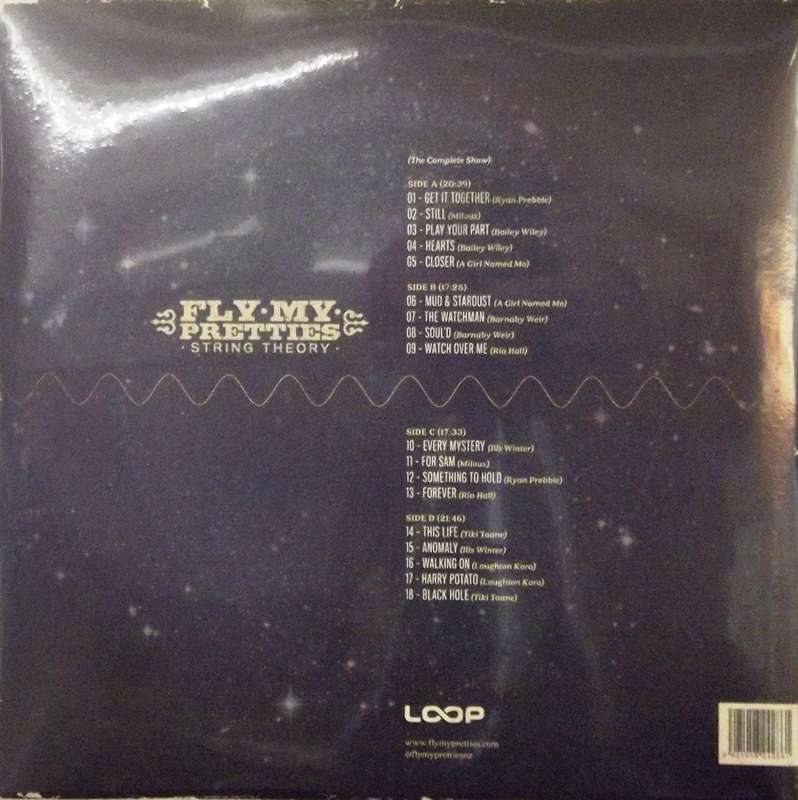 (The Complete Show)
SIDE A (20:39)
01 - GET IT TOGETHER (Ryan Prebble)
02 - STILL (Miloux)
03 - PLAY YOUR PART (Bailey Wiley)
04 - HEARTS (Bailey Wiley)
05 - CLOSER (A Girl Named Mo)
SIDE B (17:28)
06 - MUD & STARDUST (A Girl Named Mo)
07 - THE WATCHMAN (Barnaby Weir)
08 - SOUL'D (Barnaby Weir)
09 - WATCH OVER ME (Ria Hall)
FLY·MY·
PRETTIES
· STRING THEORY ·
SIDE C (17:33)
10 - EVERY MYSTERY (Iils Winter)
11 - FOR SAM (Miloux)
12 - SOMETHING TO HOLD (Ryan Prebble)
13 - FOREVER (Ria Hall)
SIDE D (21:46)
14 - THIS LIFE (Tiki Taane)
15 - ANOMALY (Iils Winter)
16 - WALKING ON (Laughton Kora)
17 - HARRY POTATO (Laughton Kora)
18 - BLACK HOLE (Tiki Taane)
LOOP
www.flymypretties.com
@flymyprettiesnz